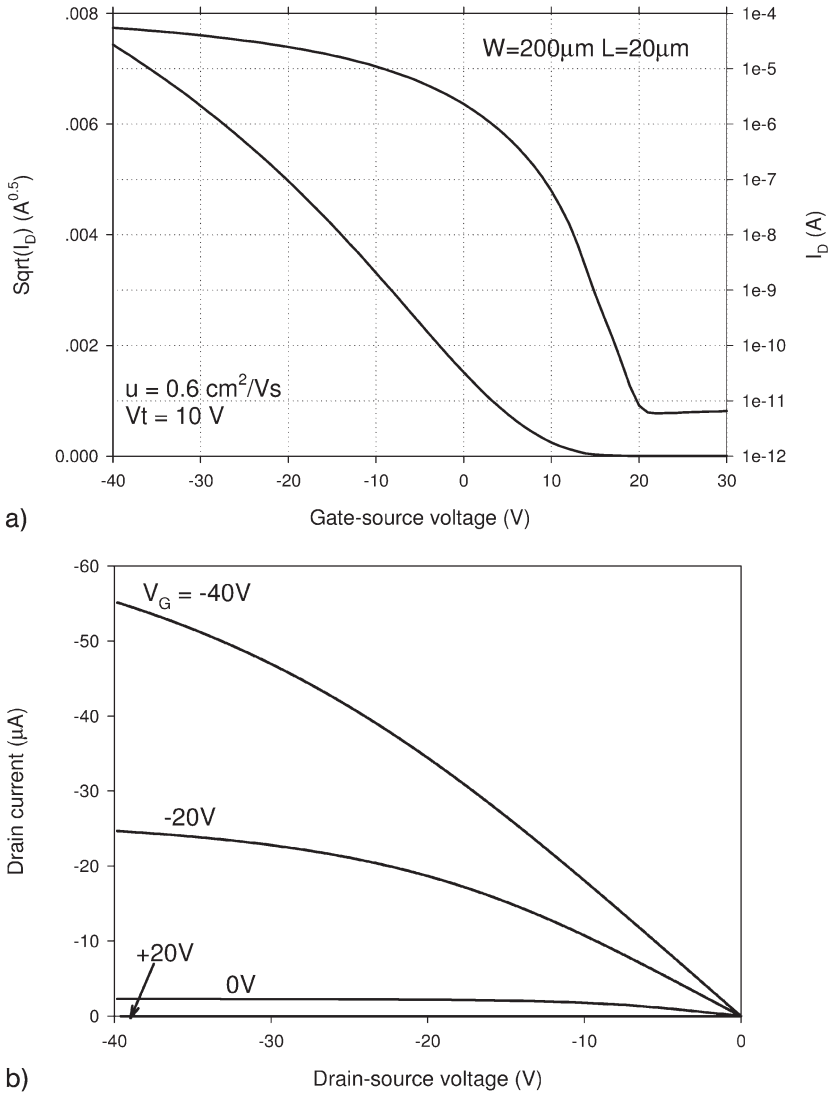 .008
1e-4
W=200μm L=20μm
1e-5
.006
1e-6
Sqrt(I_D) (A^0.5)
1e-7
.004
1e-8
I_D (A)
1e-9
.002
1e-10
u = 0.6 cm²/Vs
Vt = 10 V
1e-11
0.000
1e-12
-40 -30 -20 -10 0 10 20 30
a)
Gate-source voltage (V)
-60
V_G = -40V
-50
-40
Drain current (μA)
-30
-20V
-20
-10
+20V
0V
0
-40 -30 -20 -10 0
b)
Drain-source voltage (V)